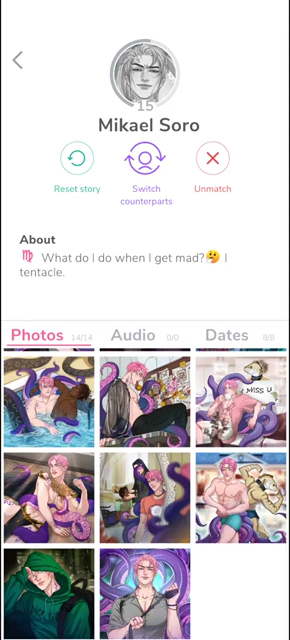 15
Mikael Soro
Reset story
Switch counterparts
Unmatch
About
♍ What do I do when I get mad?🤔 I
tentacle.
Photos 14/14 Audio 0/0 Dates 8/8
MISS U